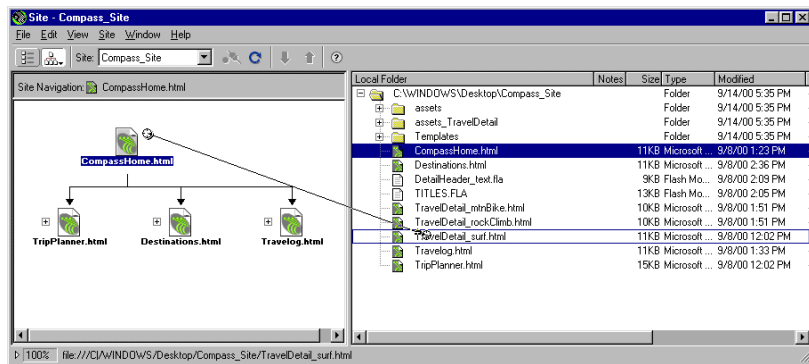 Site - Compass_Site
File Edit View Site Window Help
Site: Compass_Site
Site Navigation: CompassHome.html
CompassHome.html
TripPlanner.html Destinations.html Travelog.html
Local Folder Notes Size Type Modified
C:\WINDOWS\Desktop\Compass_Site Folder 9/14/00 5:35 PM
assets Folder 9/14/00 5:35 PM
assets_TravelDetail Folder 9/14/00 5:35 PM
Templates Folder 9/14/00 5:35 PM
CompassHome.html 11KB Microsoft ... 9/8/00 1:23 PM
Destinations.html 11KB Microsoft ... 9/8/00 2:36 PM
DetailHeader_text.fla 9KB Flash Mo... 9/8/00 2:09 PM
TITLES.FLA 13KB Flash Mo... 9/8/00 2:05 PM
TravelDetail_mtnBike.html 10KB Microsoft ... 9/8/00 1:51 PM
TravelDetail_rockClimb.html 10KB Microsoft ... 9/8/00 1:51 PM
TravelDetail_surf.html 11KB Microsoft ... 9/8/00 12:02 PM
Travelog.html 11KB Microsoft ... 9/8/00 1:33 PM
TripPlanner.html 15KB Microsoft ... 9/8/00 12:02 PM
100% file:///C|/WINDOWS/Desktop/Compass_Site/TravelDetail_surf.html